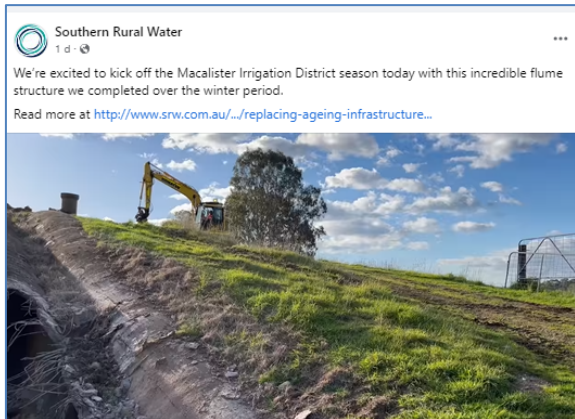 Southern Rural Water
1 d ·
We're excited to kick off the Macalister Irrigation District season today with this incredible flume
structure we completed over the winter period.
Read more at http://www.srw.com.au/.../replacing-ageing-infrastructure...